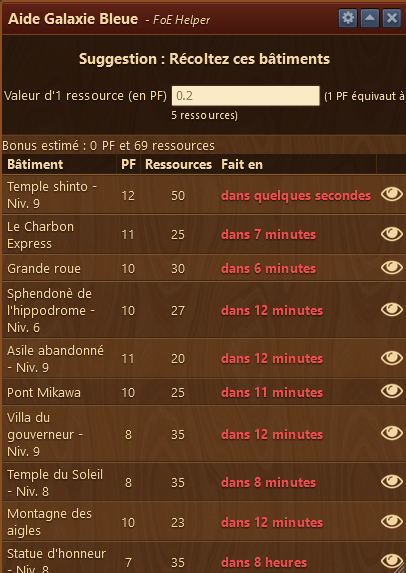 Aide Galaxie Bleue - FoE Helper
Suggestion : Récoltez ces bâtiments
Valeur d'1 ressource (en PF) 0.2 (1 PF équivaut à
5 ressources)
Bonus estimé : 0 PF et 69 ressources
Bâtiment PF Ressources Fait en
Temple shinto -
Niv. 9 12 50 dans quelques secondes
Le Charbon
Express 11 25 dans 7 minutes
Grande roue 10 30 dans 6 minutes
Sphendonè de
l'hippodrome -
Niv. 6 10 27 dans 12 minutes
Asile abandonné
- Niv. 9 11 20 dans 12 minutes
Pont Mikawa 10 25 dans 11 minutes
Villa du
gouverneur -
Niv. 9 8 35 dans 12 minutes
Temple du Soleil
- Niv. 8 8 35 dans 8 minutes
Montagne des
aigles 10 23 dans 12 minutes
Statue d'honneur
- Niv. 8 7 35 dans 8 heures